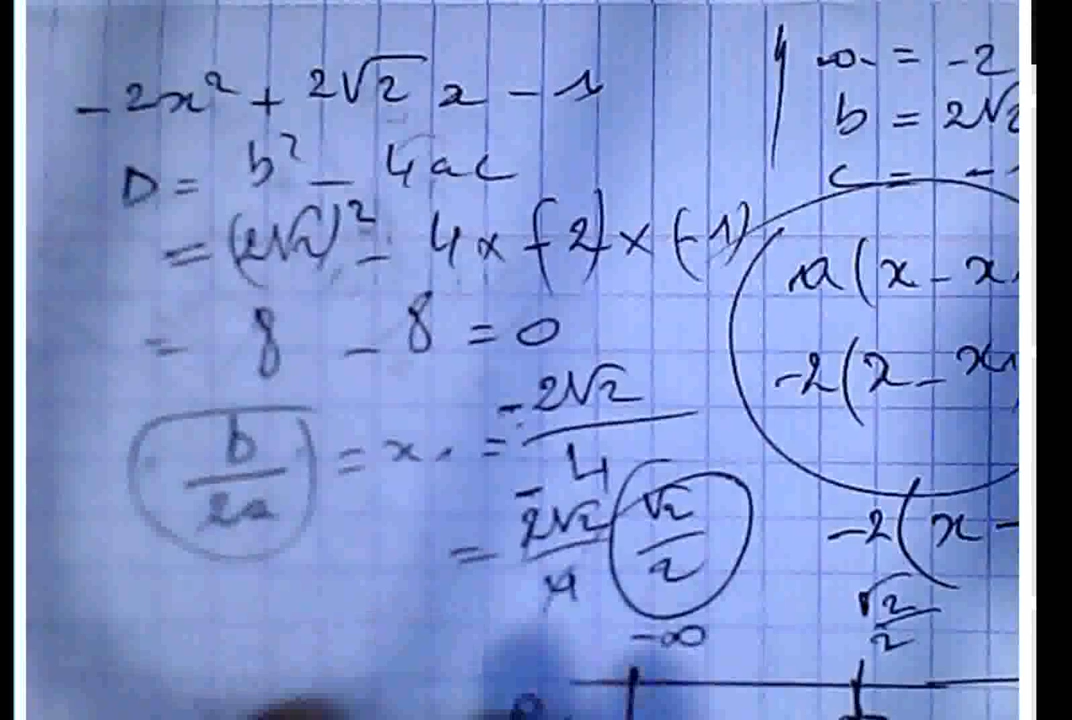 -2x² + 2√2 x - 1
D = b² - 4ac
= (2√2)² - 4 × (-2) × (-1)
= 8 - 8 = 0
b/2a = x. = -2√2/-4
= 2√2/4 √2/2
a = -2
b = 2√2
c = -
a(x - x
-2(x - x1
-2(x -
√2/2
-∞